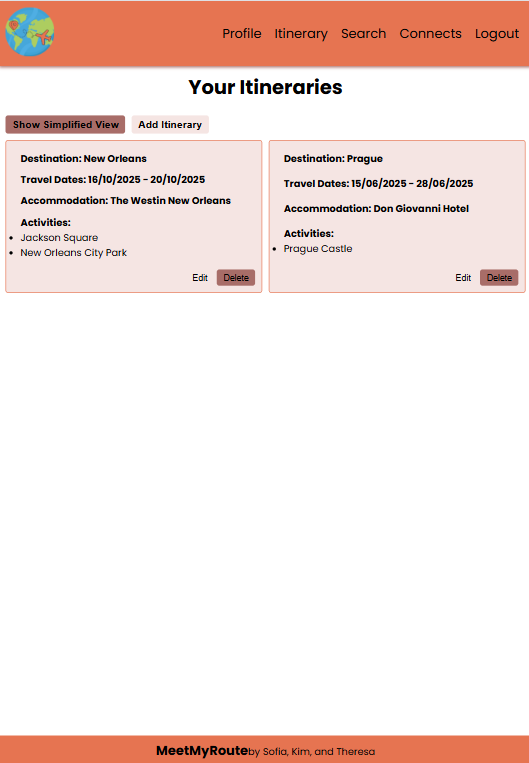 Profile Itinerary Search Connects Logout
Your Itineraries
Show Simplified View Add Itinerary
Destination: New Orleans
Travel Dates: 16/10/2025 - 20/10/2025
Accommodation: The Westin New Orleans
Activities:
Jackson Square
New Orleans City Park
Edit Delete
Destination: Prague
Travel Dates: 15/06/2025 - 28/06/2025
Accommodation: Don Giovanni Hotel
Activities:
Prague Castle
Edit Delete
MeetMyRoute by Sofia, Kim, and Theresa